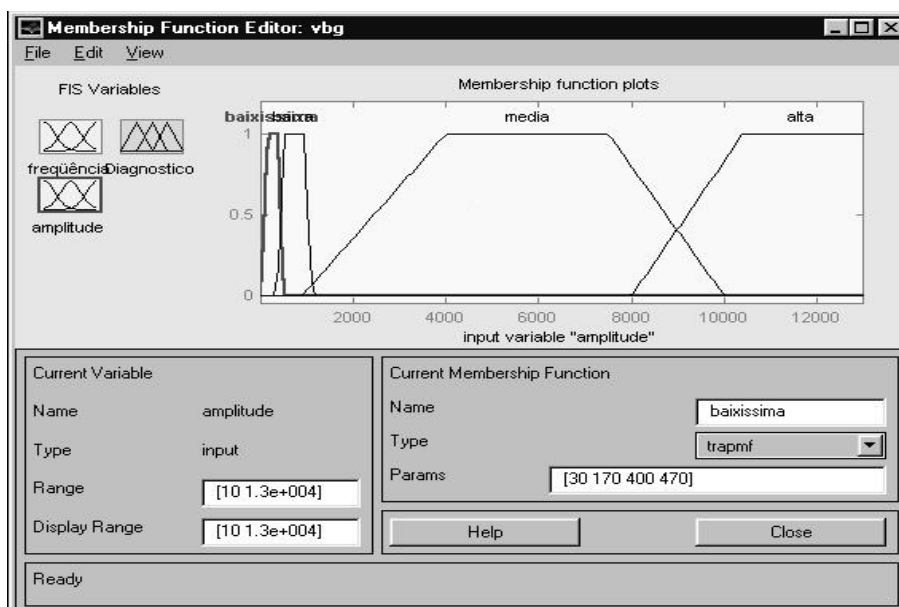 Membership Function Editor: vbg
File Edit View
FIS Variables
freqüência
Diagnostico
amplitude
Membership function plots
baixissima
baixa
media
alta
1
0.5
0
2000 4000 6000 8000 10000 12000
input variable "amplitude"
Current Variable
Name amplitude
Type input
Range [10 1.3e+004]
Display Range [10 1.3e+004]
Current Membership Function
Name baixissima
Type trapmf
Params [30 170 400 470]
Help Close
Ready